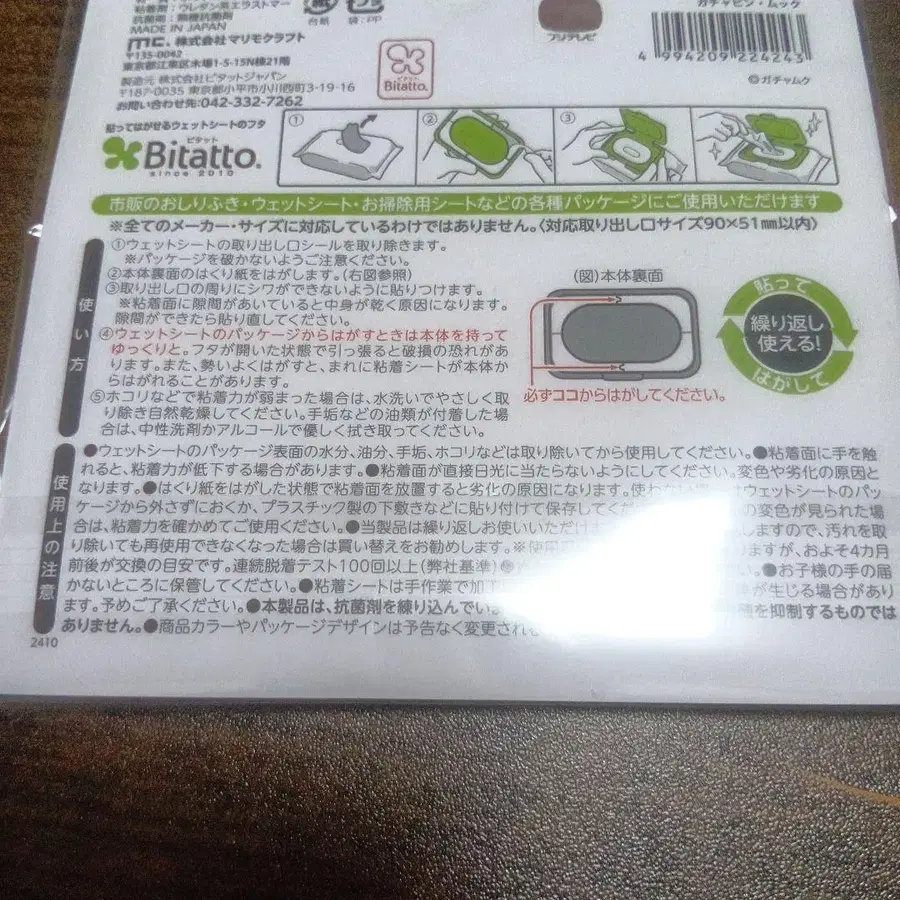 粘着剤：ウレタン系エラストマー
抗菌剤：無機抗菌剤
MADE IN JAPAN
mc. 株式会社マリモクラフト
〒135-0042
東京都江東区木場1-5-15N棟21階
製造元 株式会社ビタットジャパン
〒187-0035 東京都小平市小川西町3-19-16
お問い合わせ先：042-332-7262
台紙
袋：PP
フジテレビ
ガチャピン・ムック
4 994209 224243
©ガチャムク
ビタット
Bitatto.
貼ってはがせるウェットシートのフタ
ビタット
Bitatto.
since 2010
①
②
③
④
市販のおしりふき・ウェットシート・お掃除用シートなどの各種パッケージにご使用いただけます
※全てのメーカー・サイズに対応しているわけではありません。〈対応取り出し口サイズ90×51㎜以内〉
使い方
①ウェットシートの取り出し口シールを取り除きます。
※パッケージを破かないようご注意ください。
②本体裏面のはくり紙をはがします。(右図参照)
③取り出し口の周りにシワができないように貼りつけます。
※粘着面に隙間があいていると中身が乾く原因になります。
隙間ができたら貼り直してください。
④ウェットシートのパッケージからはがすときは本体を持って
ゆっくりと。フタが開いた状態で引っ張ると破損の恐れがあ
ります。また、勢いよくはがすと、まれに粘着シートが本体か
らはがれることがあります。
⑤ホコリなどで粘着力が弱まった場合は、水洗いでやさしく取
り除き自然乾燥してください。手垢などの油類が付着した場
合は、中性洗剤かアルコールで優しく拭き取ってください。
(図)本体裏面
必ずココからはがしてください。
貼って
繰り返し
使える!
はがして
使用上の注意
●ウェットシートのパッケージ表面の水分、油分、手垢、ホコリなどは取り除いてから使用してください。●粘着面に手を触
れると、粘着力が低下する場合があります。●粘着面が直接日光に当たらないようにしてください。変色や劣化の原因と
なります。●はくり紙をはがした状態で粘着面を放置すると劣化の原因になります。使わない ウェットシートのパッ
ケージから外さずにおくか、プラスチック製の下敷きなどに貼り付けて保存してくだ の変色が見られた場
合は、粘着力を確かめてご使用ください。●当製品は繰り返しお使いいただけま しますので、汚れを取
り除いても再使用できなくなった場合は買い替えをお勧めします。※使用 ますが、およそ4カ月
前後が交換の目安です。連続脱着テスト100回以上(弊社基準) い。●お子様の手の届
かないところに保管してください。●粘着シートは手作業で加工 が生じる場合があり
ます。予めご了承ください。●本製品は、抗菌剤を練り込んでい を抑制するものでは
ありません。●商品カラーやパッケージデザインは予告なく変更され
2410